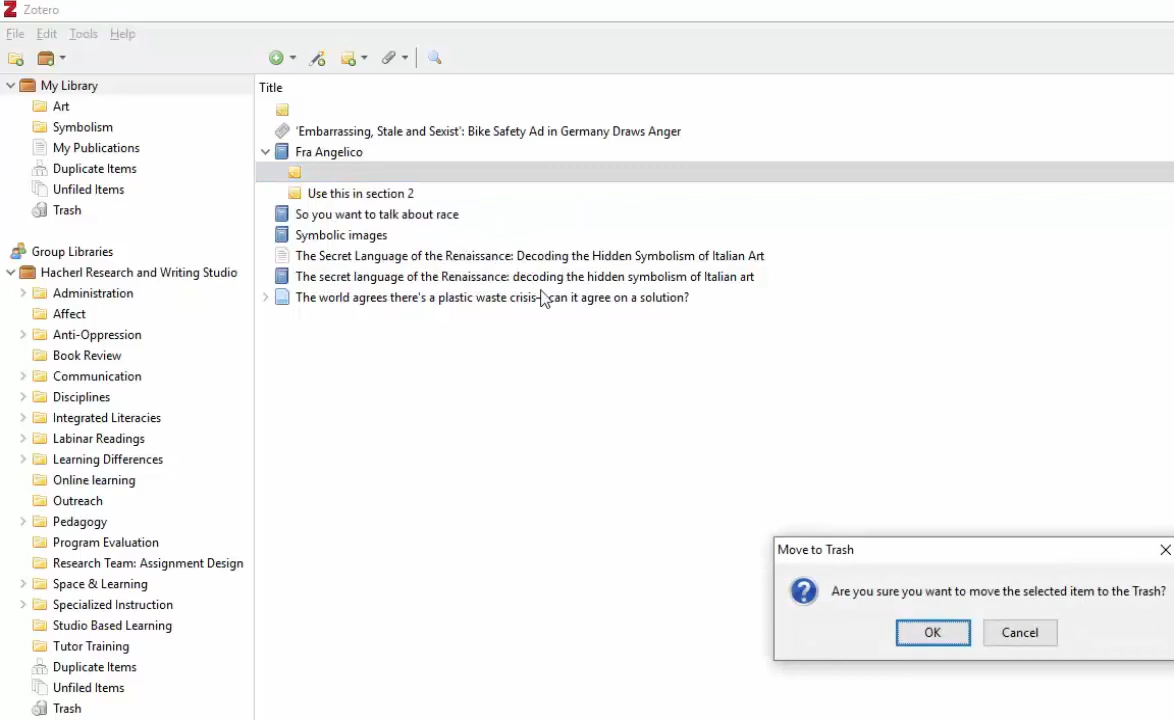 Zotero
File Edit Tools Help
My Library
Art
Symbolism
My Publications
Duplicate Items
Unfiled Items
Trash
Group Libraries
Hacherl Research and Writing Studio
Administration
Affect
Anti-Oppression
Book Review
Communication
Disciplines
Integrated Literacies
Labinar Readings
Learning Differences
Online learning
Outreach
Pedagogy
Program Evaluation
Research Team: Assignment Design
Space & Learning
Specialized Instruction
Studio Based Learning
Tutor Training
Duplicate Items
Unfiled Items
Trash
Title
'Embarrassing, Stale and Sexist': Bike Safety Ad in Germany Draws Anger
Fra Angelico
Use this in section 2
So you want to talk about race
Symbolic images
The Secret Language of the Renaissance: Decoding the Hidden Symbolism of Italian Art
The secret language of the Renaissance: decoding the hidden symbolism of Italian art
The world agrees there's a plastic waste crisis—can it agree on a solution?
Move to Trash
Are you sure you want to move the selected item to the Trash?
OK Cancel